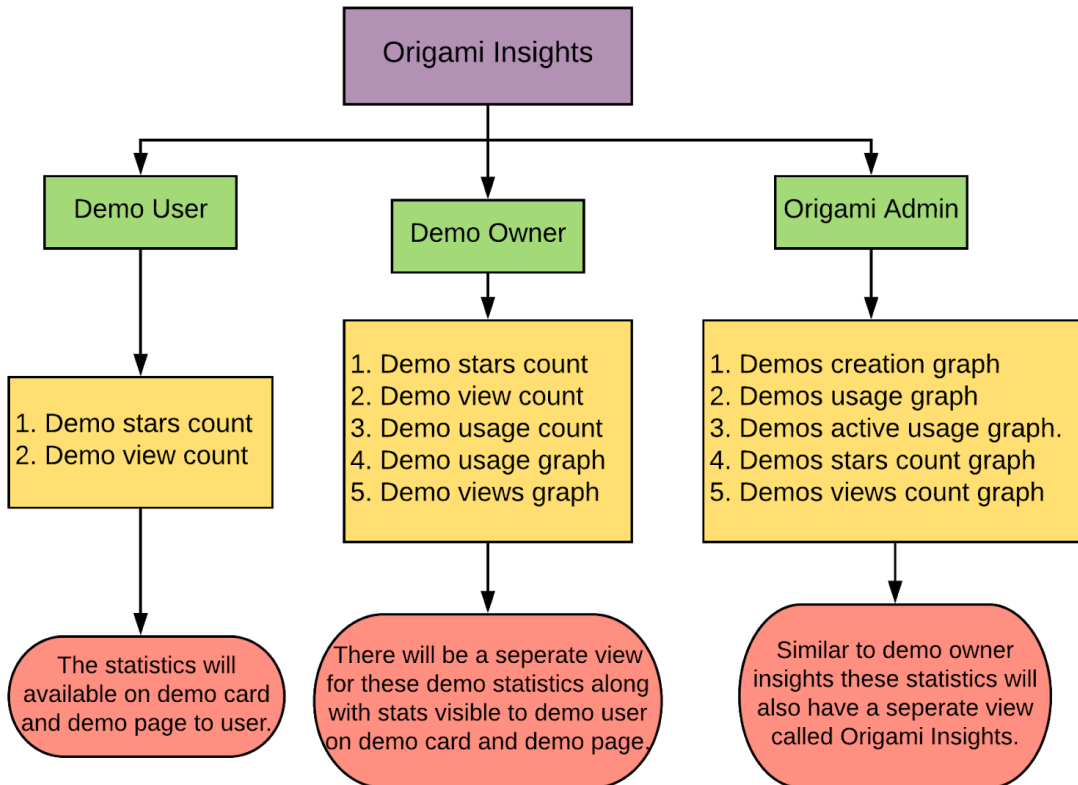 Origami Insights
Demo User
Demo Owner
Origami Admin
1. Demo stars count
2. Demo view count
1. Demo stars count
2. Demo view count
3. Demo usage count
4. Demo usage graph
5. Demo views graph
1. Demos creation graph
2. Demos usage graph
3. Demos active usage graph.
4. Demos stars count graph
5. Demos views count graph
The statistics will
available on demo card
and demo page to user.
There will be a seperate view
for these demo statistics along
with stats visible to demo user
on demo card and demo page.
Similar to demo owner
insights these statistics will
also have a seperate view
called Origami Insights.